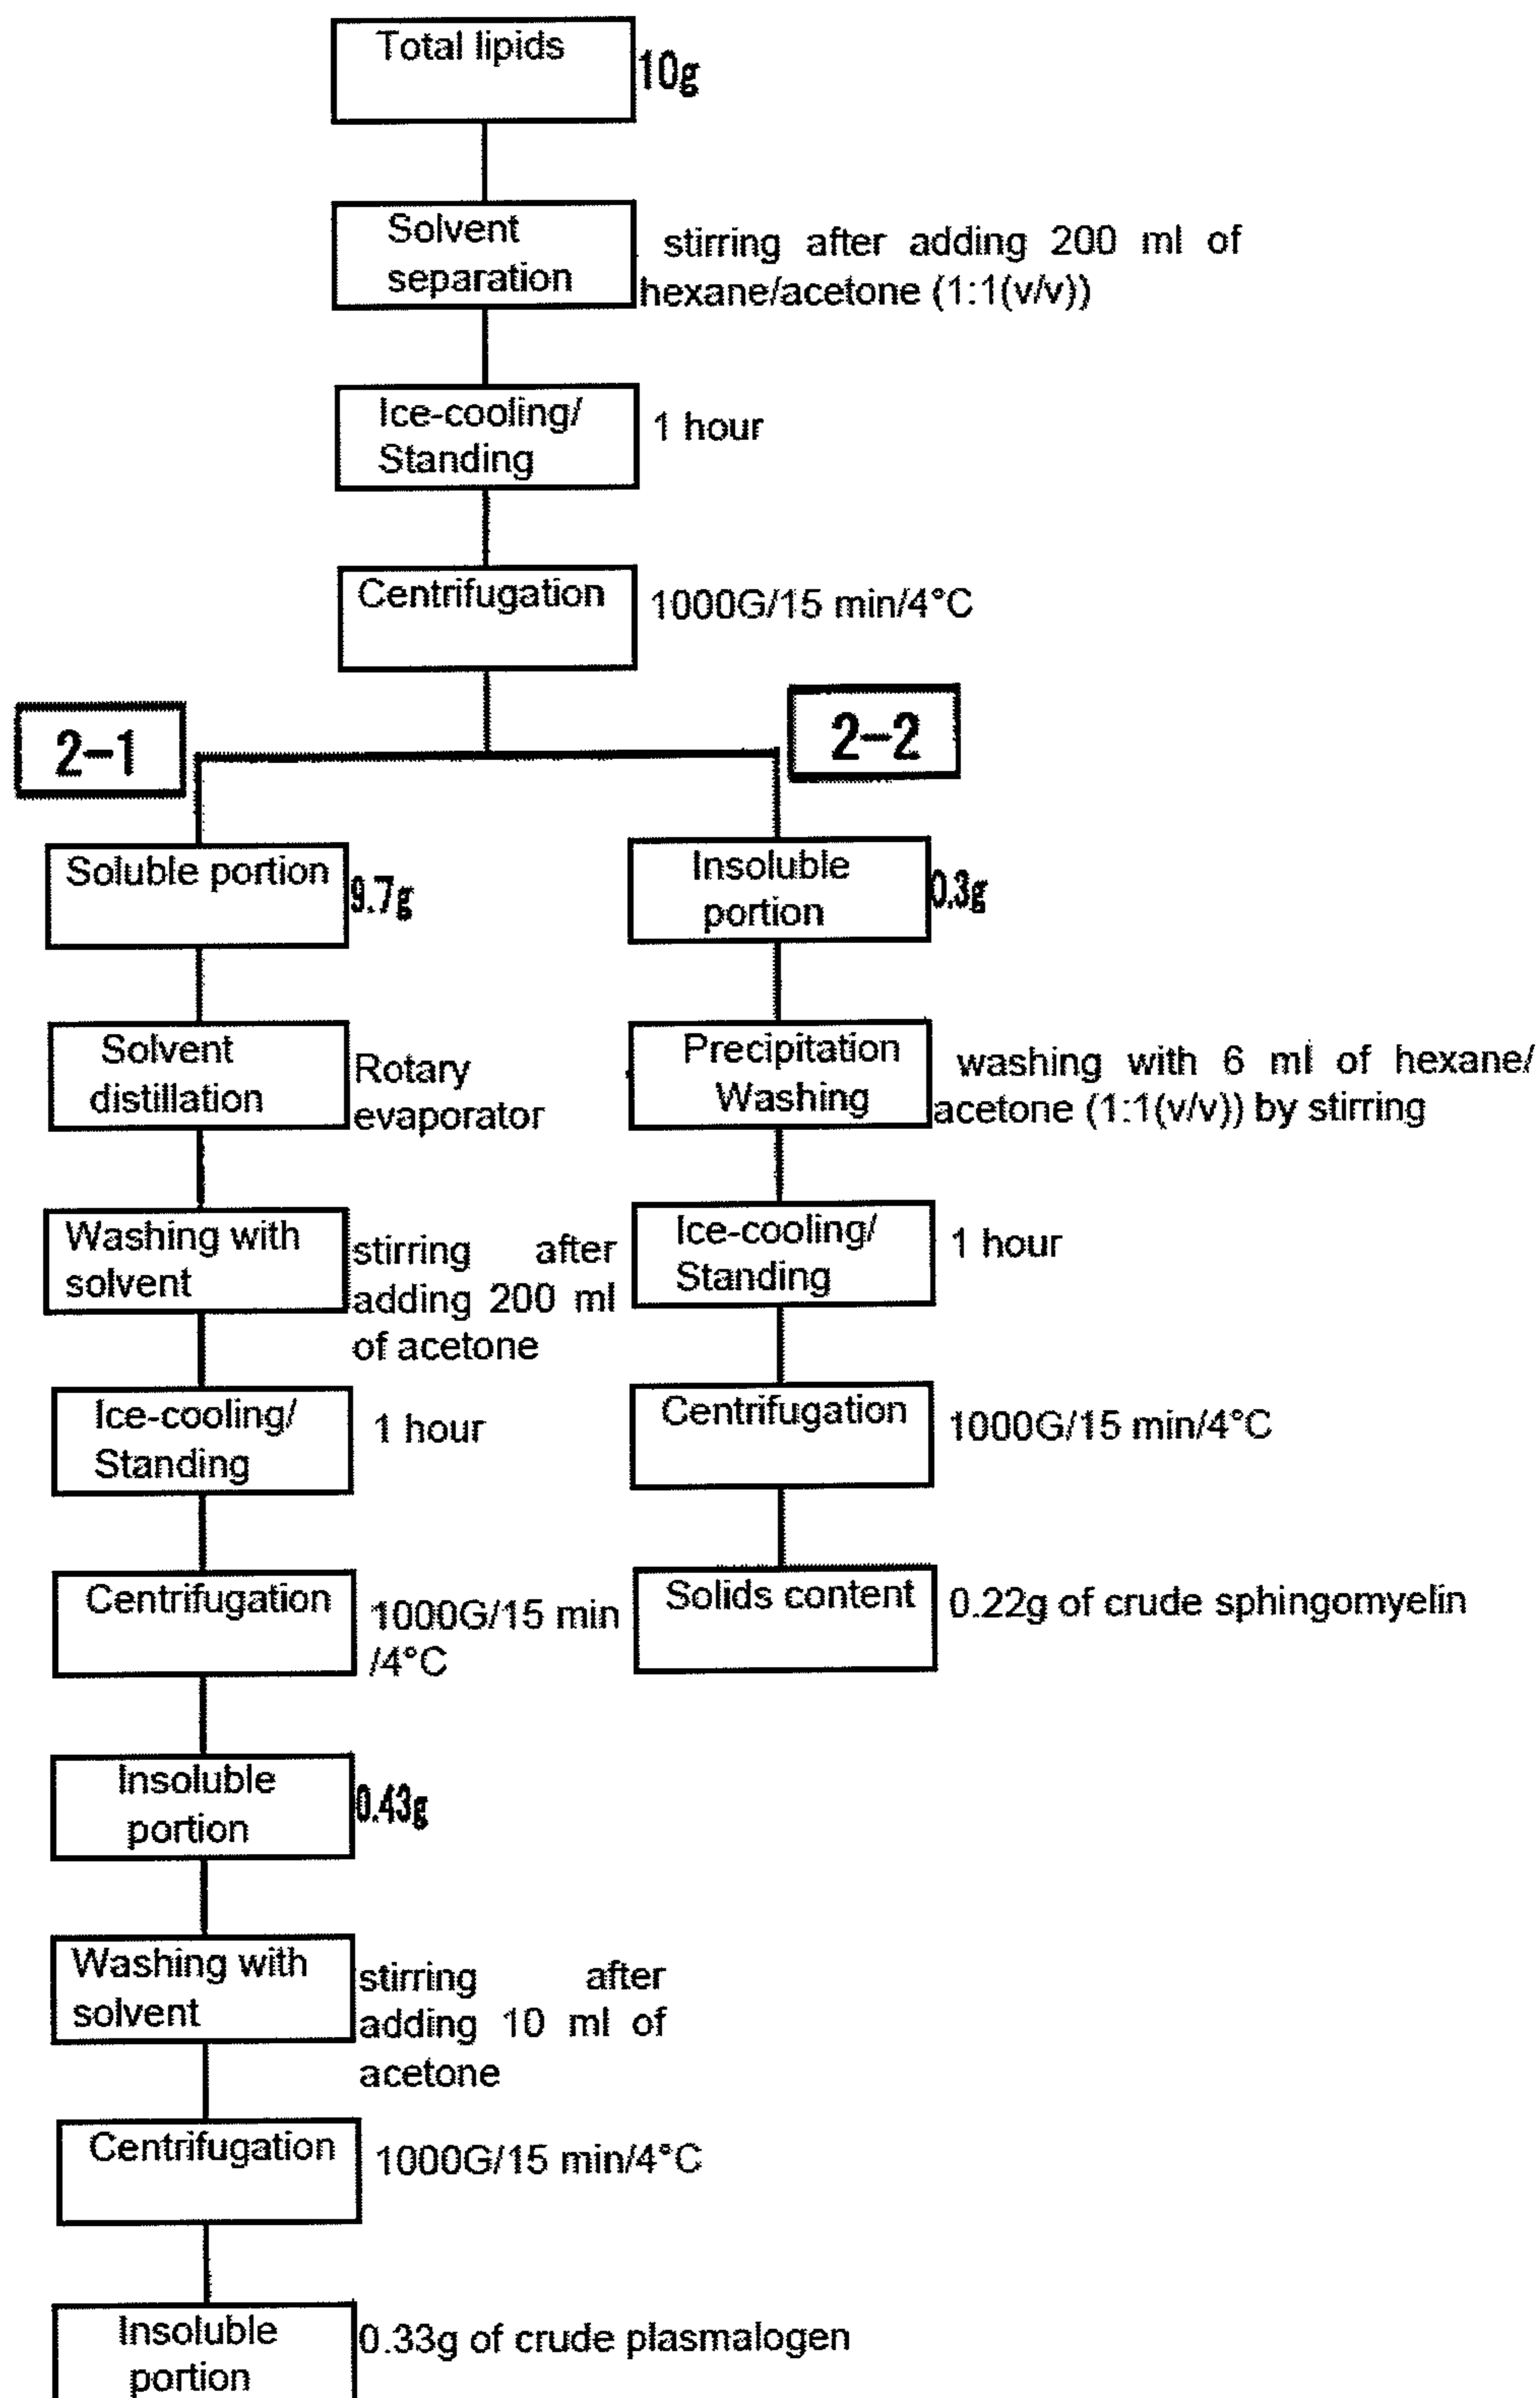 Total lipids
10g
Solvent
separation
stirring after adding 200 ml of
hexane/acetone (1:1(v/v))
Ice-cooling/
Standing
1 hour
Centrifugation
1000G/15 min/4°C
2-1
2-2
Soluble portion
9.7g
Insoluble
portion
0.3g
Solvent
distillation
Rotary
evaporator
Precipitation
Washing
washing with 6 ml of hexane/
acetone (1:1(v/v)) by stirring
Washing with
solvent
stirring after
adding 200 ml
of acetone
Ice-cooling/
Standing
1 hour
Ice-cooling/
Standing
1 hour
Centrifugation
1000G/15 min/4°C
Centrifugation
1000G/15 min
/4°C
Solids content
0.22g of crude sphingomyelin
Insoluble
portion
0.43g
Washing with
solvent
stirring after
adding 10 ml of
acetone
Centrifugation
1000G/15 min/4°C
Insoluble
portion
0.33g of crude plasmalogen